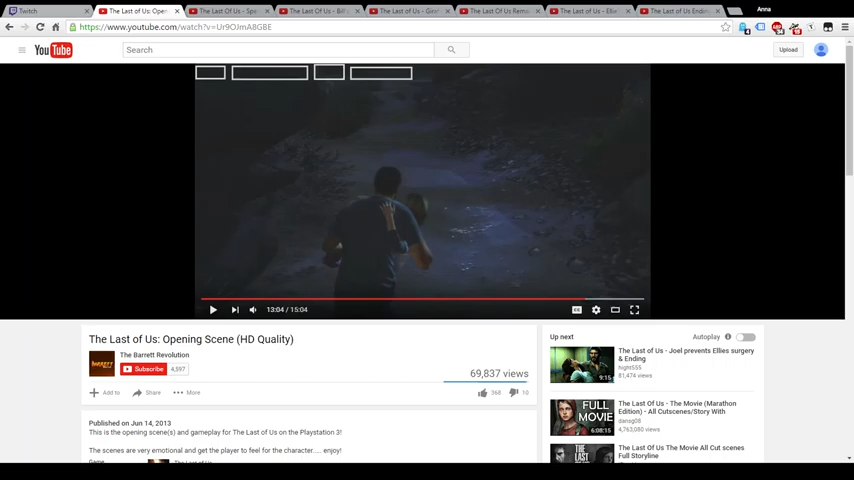 Twitch
The Last of Us: Open
The Last Of Us - Spe
The Last Of Us - Bill
The Last of Us - Gira
The Last Of Us Rema
The Last Of Us - Ellie
The Last Of Us Endin
Anna
https://www.youtube.com/watch?v=Ur9OJmA8GBE
YouTube
Search
Upload
13:04 / 15:04
The Last of Us: Opening Scene (HD Quality)
The Barrett Revolution
Subscribe 4,597
69,837 views
Add to Share More
368 10
Published on Jun 14, 2013
This is the opening scene(s) and gameplay for The Last of Us on the Playstation 3!
The scenes are very emotional and get the player to feel for the character..... enjoy!
Game
Up next
Autoplay
The Last of Us - Joel prevents Ellies surgery
& Ending
hight555
81,474 views
9:15
The Last Of Us - The Movie (Marathon
Edition) - All Cutscenes/Story With
danxg08
4,763,080 views
FULL
MOVIE
6:08:15
The Last Of Us The Movie All Cut scenes
Full Storyline
THE
LAST